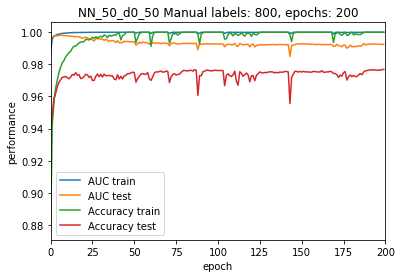 NN_50_d0_50 Manual labels: 800, epochs: 200
performance
1.00
0.98
0.96
0.94
0.92
0.90
0.88
AUC train
AUC test
Accuracy train
Accuracy test
0 25 50 75 100 125 150 175 200
epoch